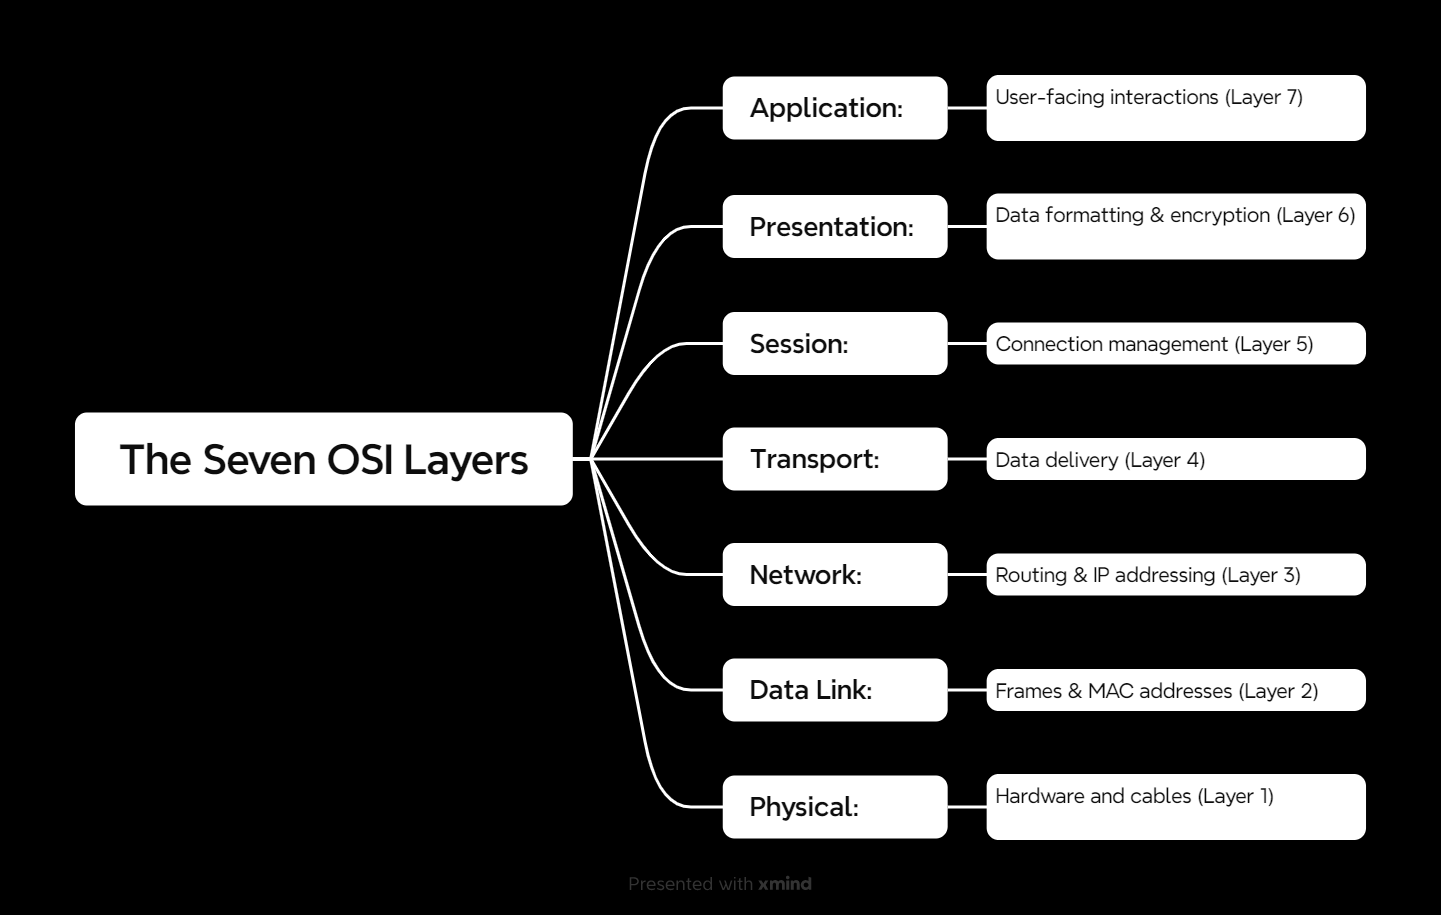 The Seven OSI Layers
Application:
User-facing interactions (Layer 7)
Presentation:
Data formatting & encryption (Layer 6)
Session:
Connection management (Layer 5)
Transport:
Data delivery (Layer 4)
Network:
Routing & IP addressing (Layer 3)
Data Link:
Frames & MAC addresses (Layer 2)
Physical:
Hardware and cables (Layer 1)
Presented with xmind